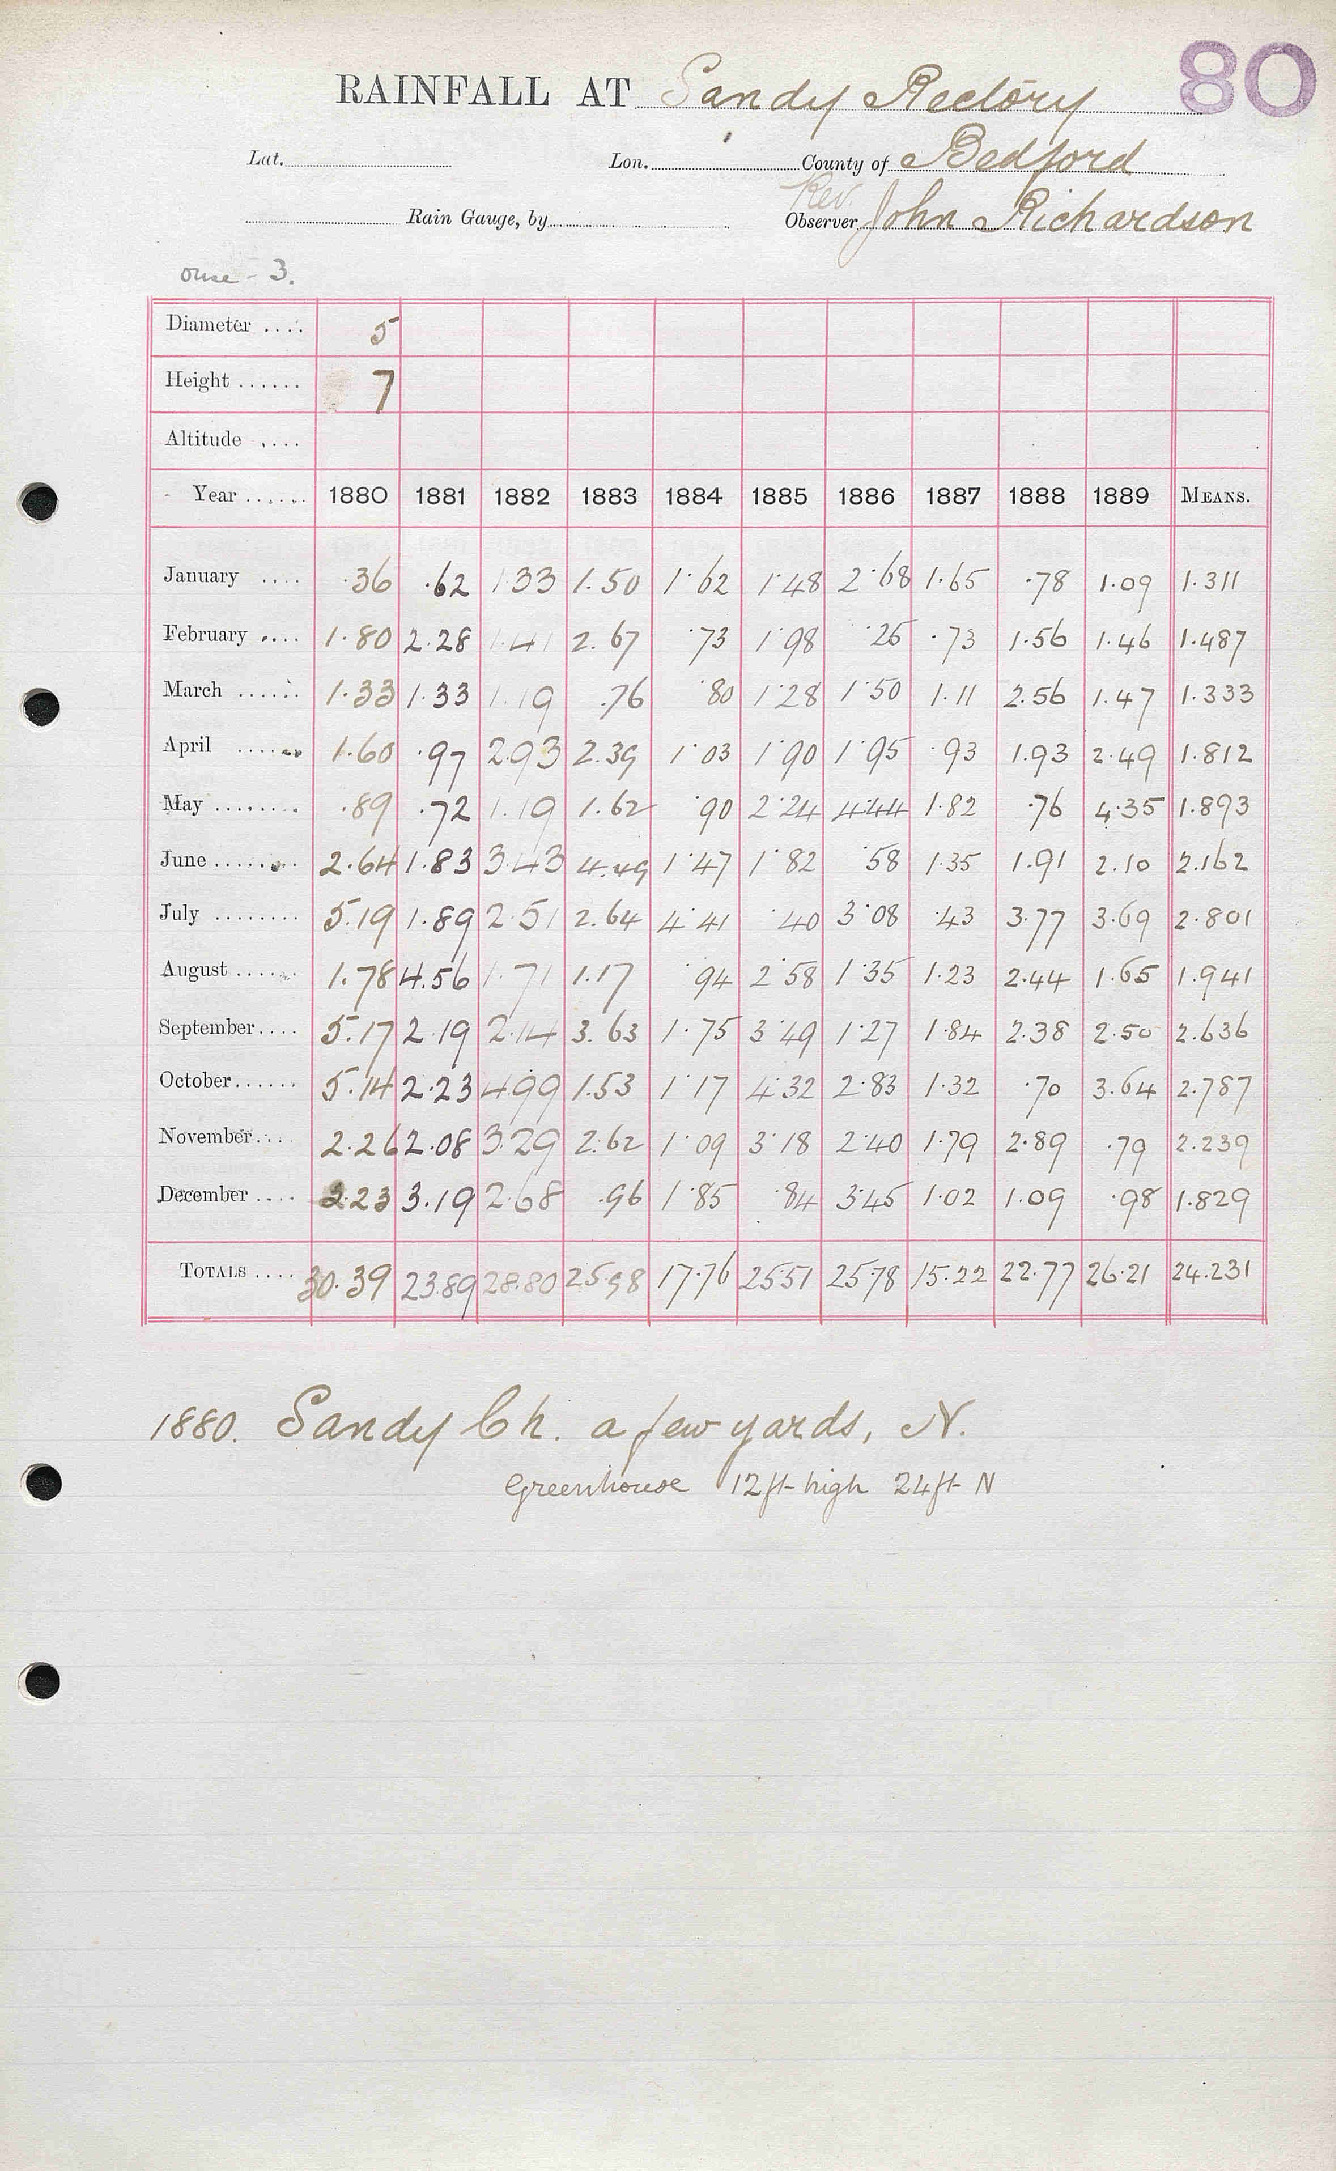 80
RAINFALL AT Sandy Rectory
Lat. Lon. County of Bedford
Rev.
Rain Gauge, by Observer John Richardson
Ouse - 3.
Diameter .... 5
Height ...... 7
Altitude ....
Year ...... 1880 1881 1882 1883 1884 1885 1886 1887 1888 1889 MEANS.
January .... .36 .62 1.33 1.50 1.62 1.48 2.68 1.65 .78 1.09 1.311
February .... 1.80 2.28 1.41 2.67 .73 1.98 .25 .73 1.56 1.46 1.487
March ...... 1.33 1.33 1.19 .76 .80 1.28 1.50 1.11 2.56 1.47 1.333
April ...... 1.60 .97 2.93 2.39 1.03 1.90 1.95 .93 1.93 2.49 1.812
May ........ .89 .72 1.19 1.62 .90 2.24 4.44 1.82 .76 4.35 1.893
June ....... 2.64 1.83 3.43 4.49 1.47 1.82 .58 1.35 1.91 2.10 2.162
July ........ 5.19 1.89 2.51 2.64 4.41 .40 3.08 .43 3.77 3.69 2.801
August ...... 1.78 4.56 1.71 1.17 .94 2.58 1.35 1.23 2.44 1.65 1.941
September .... 5.17 2.19 2.14 3.63 1.75 3.49 1.27 1.84 2.38 2.50 2.636
October ...... 5.14 2.23 4.99 1.53 1.17 4.32 2.83 1.32 .70 3.64 2.787
November .... 2.26 2.08 3.29 2.62 1.09 3.18 2.40 1.79 2.89 .79 2.239
December .... 2.23 3.19 2.68 .96 1.85 .84 3.45 1.02 1.09 .98 1.829
TOTALS .... 30.39 23.89 28.80 25.98 17.76 25.51 25.78 15.22 22.77 26.21 24.231
1880. Sandy Ch. a few yards, N.
Greenhouse 12ft high 24ft N